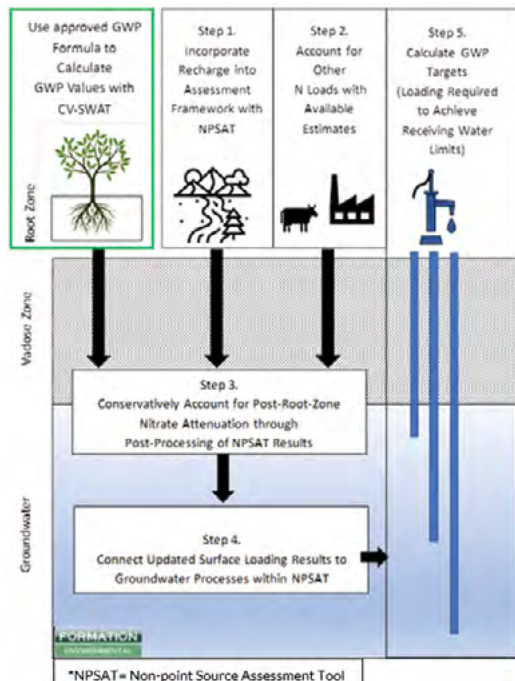 Use approved GWP
Formula to
Calculate
GWP Values with
CV-SWAT
Root Zone
Step 1.
Incorporate
Recharge into
Assessment
Framework with
NPSAT
Step 2.
Account for
Other
N Loads with
Available
Estimates
Step 5.
Calculate GWP
Targets
(Loading Required
to Achieve
Receiving Water
Limits)
Vadose Zone
Step 3.
Conservatively Account for Post-Root-Zone
Nitrate Attenuation through
Post-Processing of NPSAT Results
Groundwater
Step 4.
Connect Updated Surface Loading Results to
Groundwater Processes within NPSAT
FORMATION
ENVIRONMENTAL
*NPSAT= Non-point Source Assessment Tool